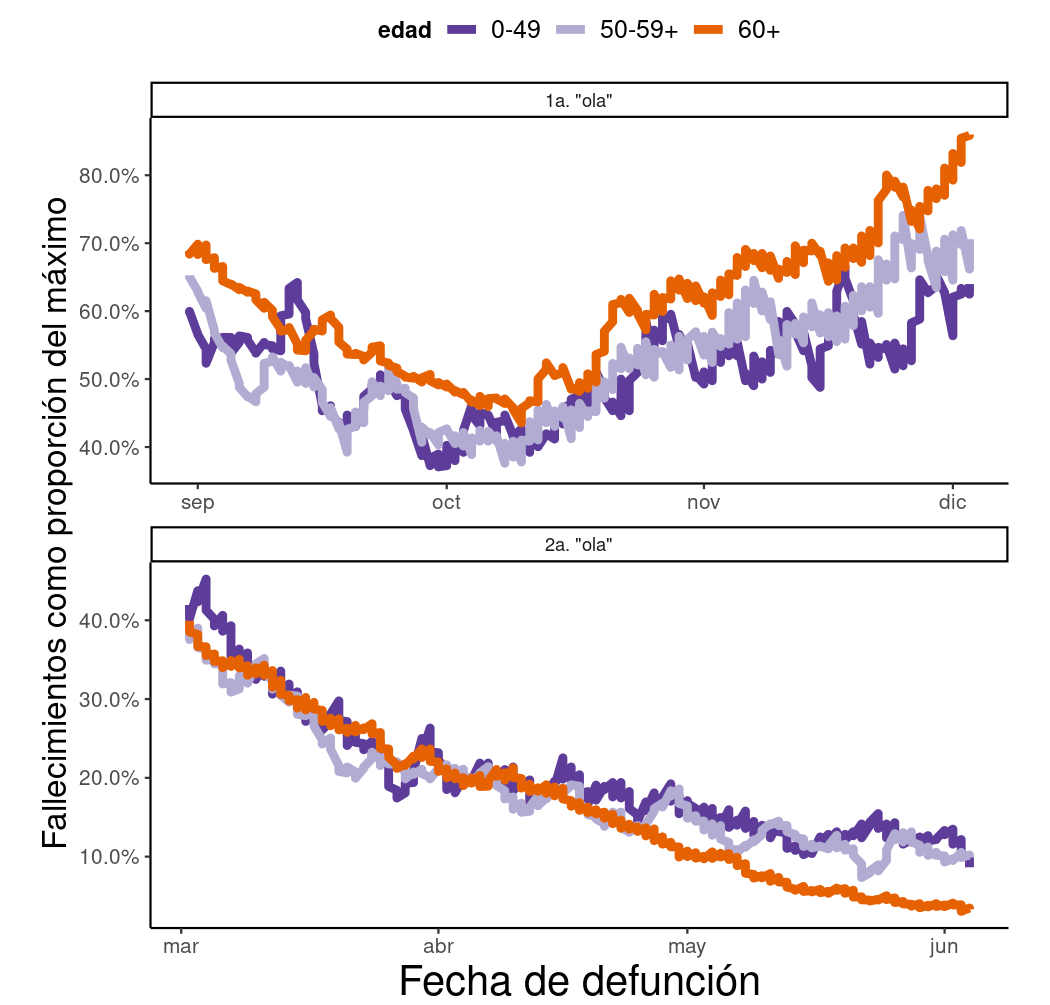 edad 0-49 50-59+ 60+
1a. "ola"
80.0%
70.0%
60.0%
50.0%
40.0%
sep oct nov dic
2a. "ola"
40.0%
30.0%
20.0%
10.0%
mar abr may jun
Fecha de defunción
Fallecimientos como proporción del máximo